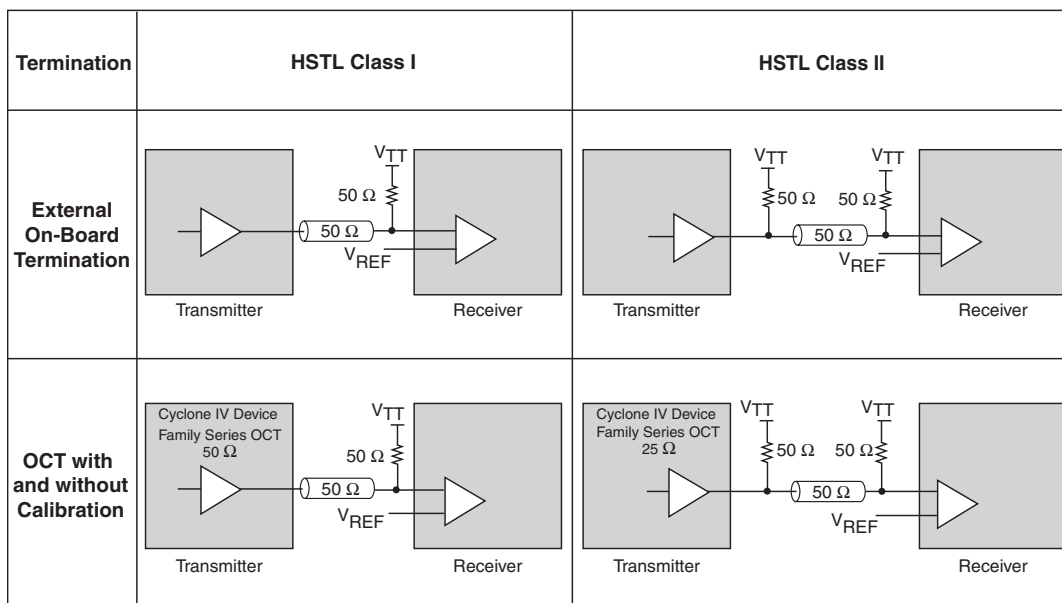 Termination
HSTL Class I
HSTL Class II
External
On-Board
Termination
VTT
50 Ω
50 Ω
VREF
Transmitter
Receiver
VTT
VTT
50 Ω
50 Ω
50 Ω
VREF
Transmitter
Receiver
OCT with
and without
Calibration
Cyclone IV Device
Family Series OCT
50 Ω
VTT
50 Ω
50 Ω
VREF
Transmitter
Receiver
Cyclone IV Device
Family Series OCT
25 Ω
VTT
VTT
50 Ω
50 Ω
50 Ω
VREF
Transmitter
Receiver